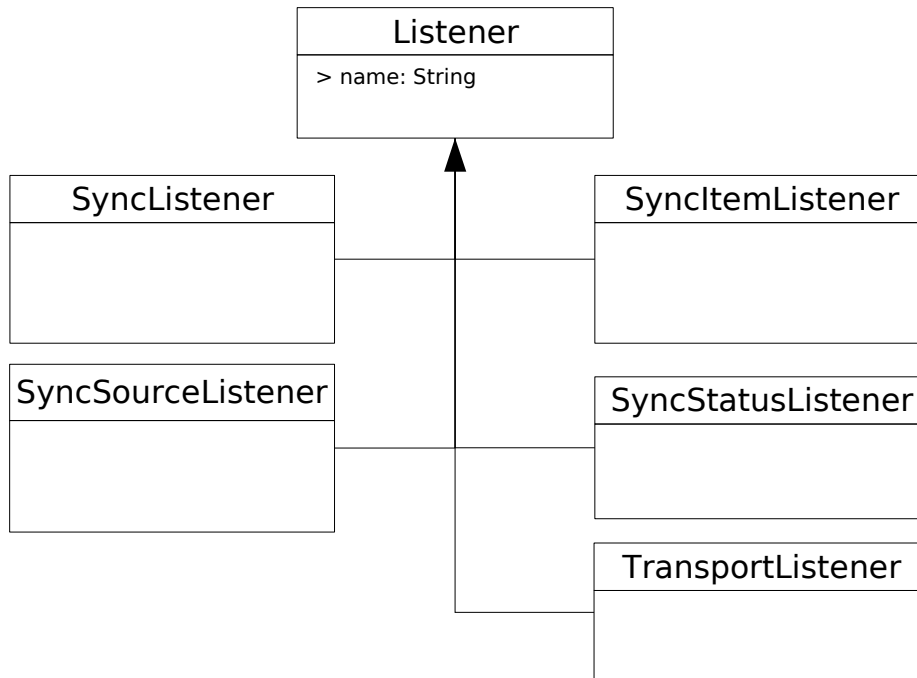 Listener
> name: String
SyncListener
SyncItemListener
SyncSourceListener
SyncStatusListener
TransportListener